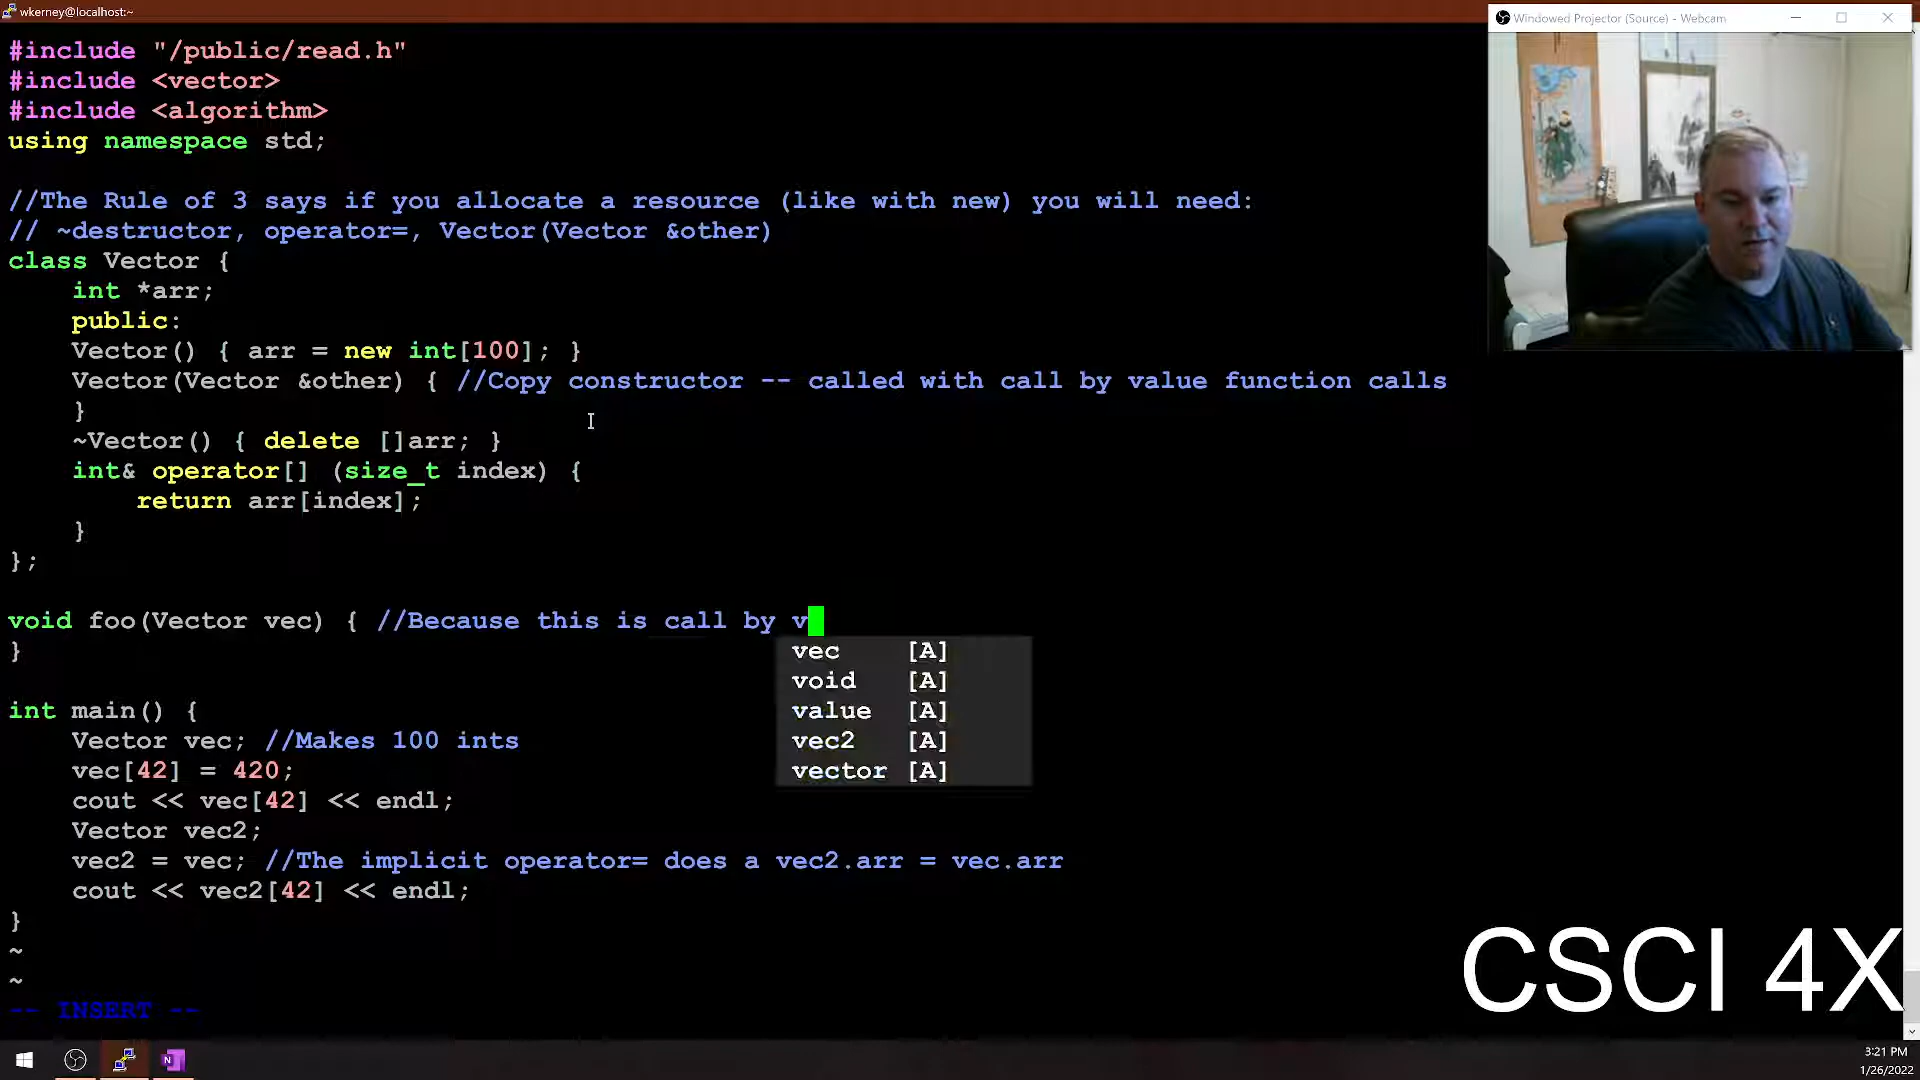 wkerney@localhost:~
Windowed Projector (Source) - Webcam
#include "/public/read.h"
#include <vector>
#include <algorithm>
using namespace std;
//The Rule of 3 says if you allocate a resource (like with new) you will need:
// ~destructor, operator=, Vector(Vector &other)
class Vector {
int *arr;
public:
Vector() { arr = new int[100]; }
Vector(Vector &other) { //Copy constructor -- called with call by value function calls
}
~Vector() { delete []arr; }
int& operator[] (size_t index) {
return arr[index];
}
};
void foo(Vector vec) { //Because this is call by v
}
vec [A]
void [A]
value [A]
vec2 [A]
vector [A]
int main() {
Vector vec; //Makes 100 ints
vec[42] = 420;
cout << vec[42] << endl;
Vector vec2;
vec2 = vec; //The implicit operator= does a vec2.arr = vec.arr
cout << vec2[42] << endl;
}
~
~
-- INSERT --
CSCI 4X
N
3:21 PM
1/26/2022